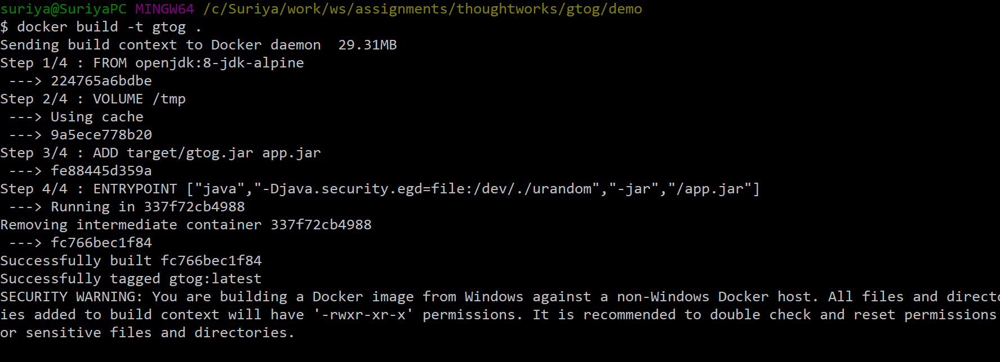 suriya@SuriyaPC MINGW64 /c/Suriya/work/ws/assignments/thoughtworks/gtog/demo
$ docker build -t gtog .
Sending build context to Docker daemon  29.31MB
Step 1/4 : FROM openjdk:8-jdk-alpine
 ---> 224765a6bdbe
Step 2/4 : VOLUME /tmp
 ---> Using cache
 ---> 9a5ece778b20
Step 3/4 : ADD target/gtog.jar app.jar
 ---> fe88445d359a
Step 4/4 : ENTRYPOINT ["java","-Djava.security.egd=file:/dev/./urandom","-jar","/app.jar"]
 ---> Running in 337f72cb4988
Removing intermediate container 337f72cb4988
 ---> fc766bec1f84
Successfully built fc766bec1f84
Successfully tagged gtog:latest
SECURITY WARNING: You are building a Docker image from Windows against a non-Windows Docker host. All files and directo
ies added to build context will have '-rwxr-xr-x' permissions. It is recommended to double check and reset permissions
or sensitive files and directories.